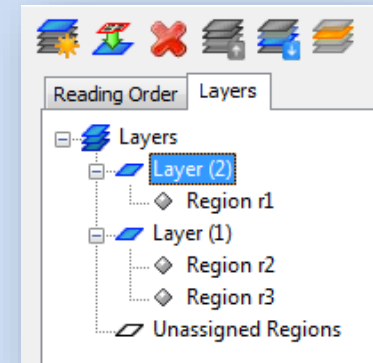 Reading Order Layers
Layers
Layer (2)
Region r1
Layer (1)
Region r2
Region r3
Unassigned Regions